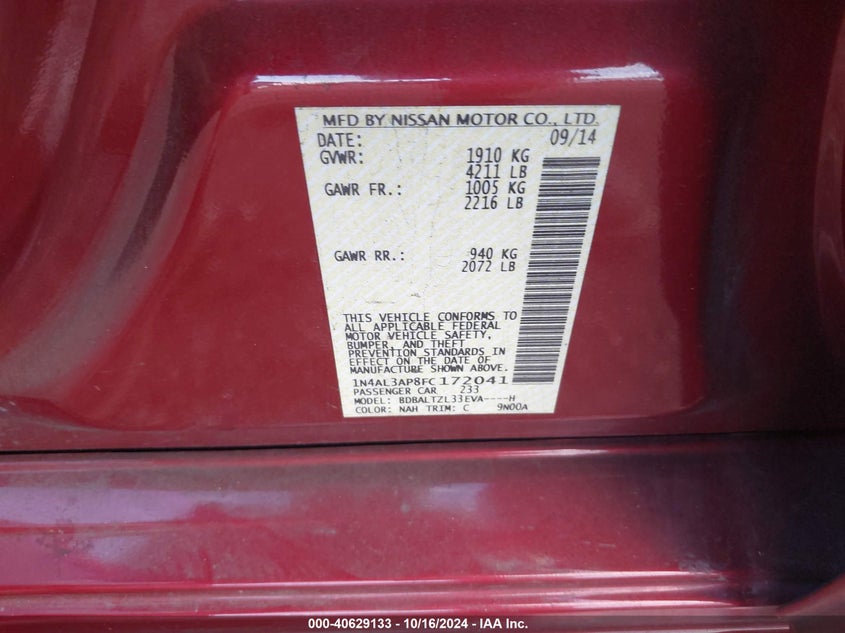 MFD BY NISSAN MOTOR CO., LTD.
DATE: 09/14
GVWR: 1910 KG
4211 LB
GAWR FR.: 1005 KG
2216 LB
GAWR RR.: 940 KG
2072 LB
THIS VEHICLE CONFORMS TO
ALL APPLICABLE FEDERAL
MOTOR VEHICLE SAFETY,
BUMPER, AND THEFT
PREVENTION STANDARDS IN
EFFECT ON THE DATE OF
MANUFACTURE SHOWN ABOVE.
1N4AL3AP8FC172041
PASSENGER CAR 233
MODEL: BDBALTZL33EVA----H
COLOR: NAH TRIM: C 9N00A
000-40629133 - 10/16/2024 - IAA Inc.